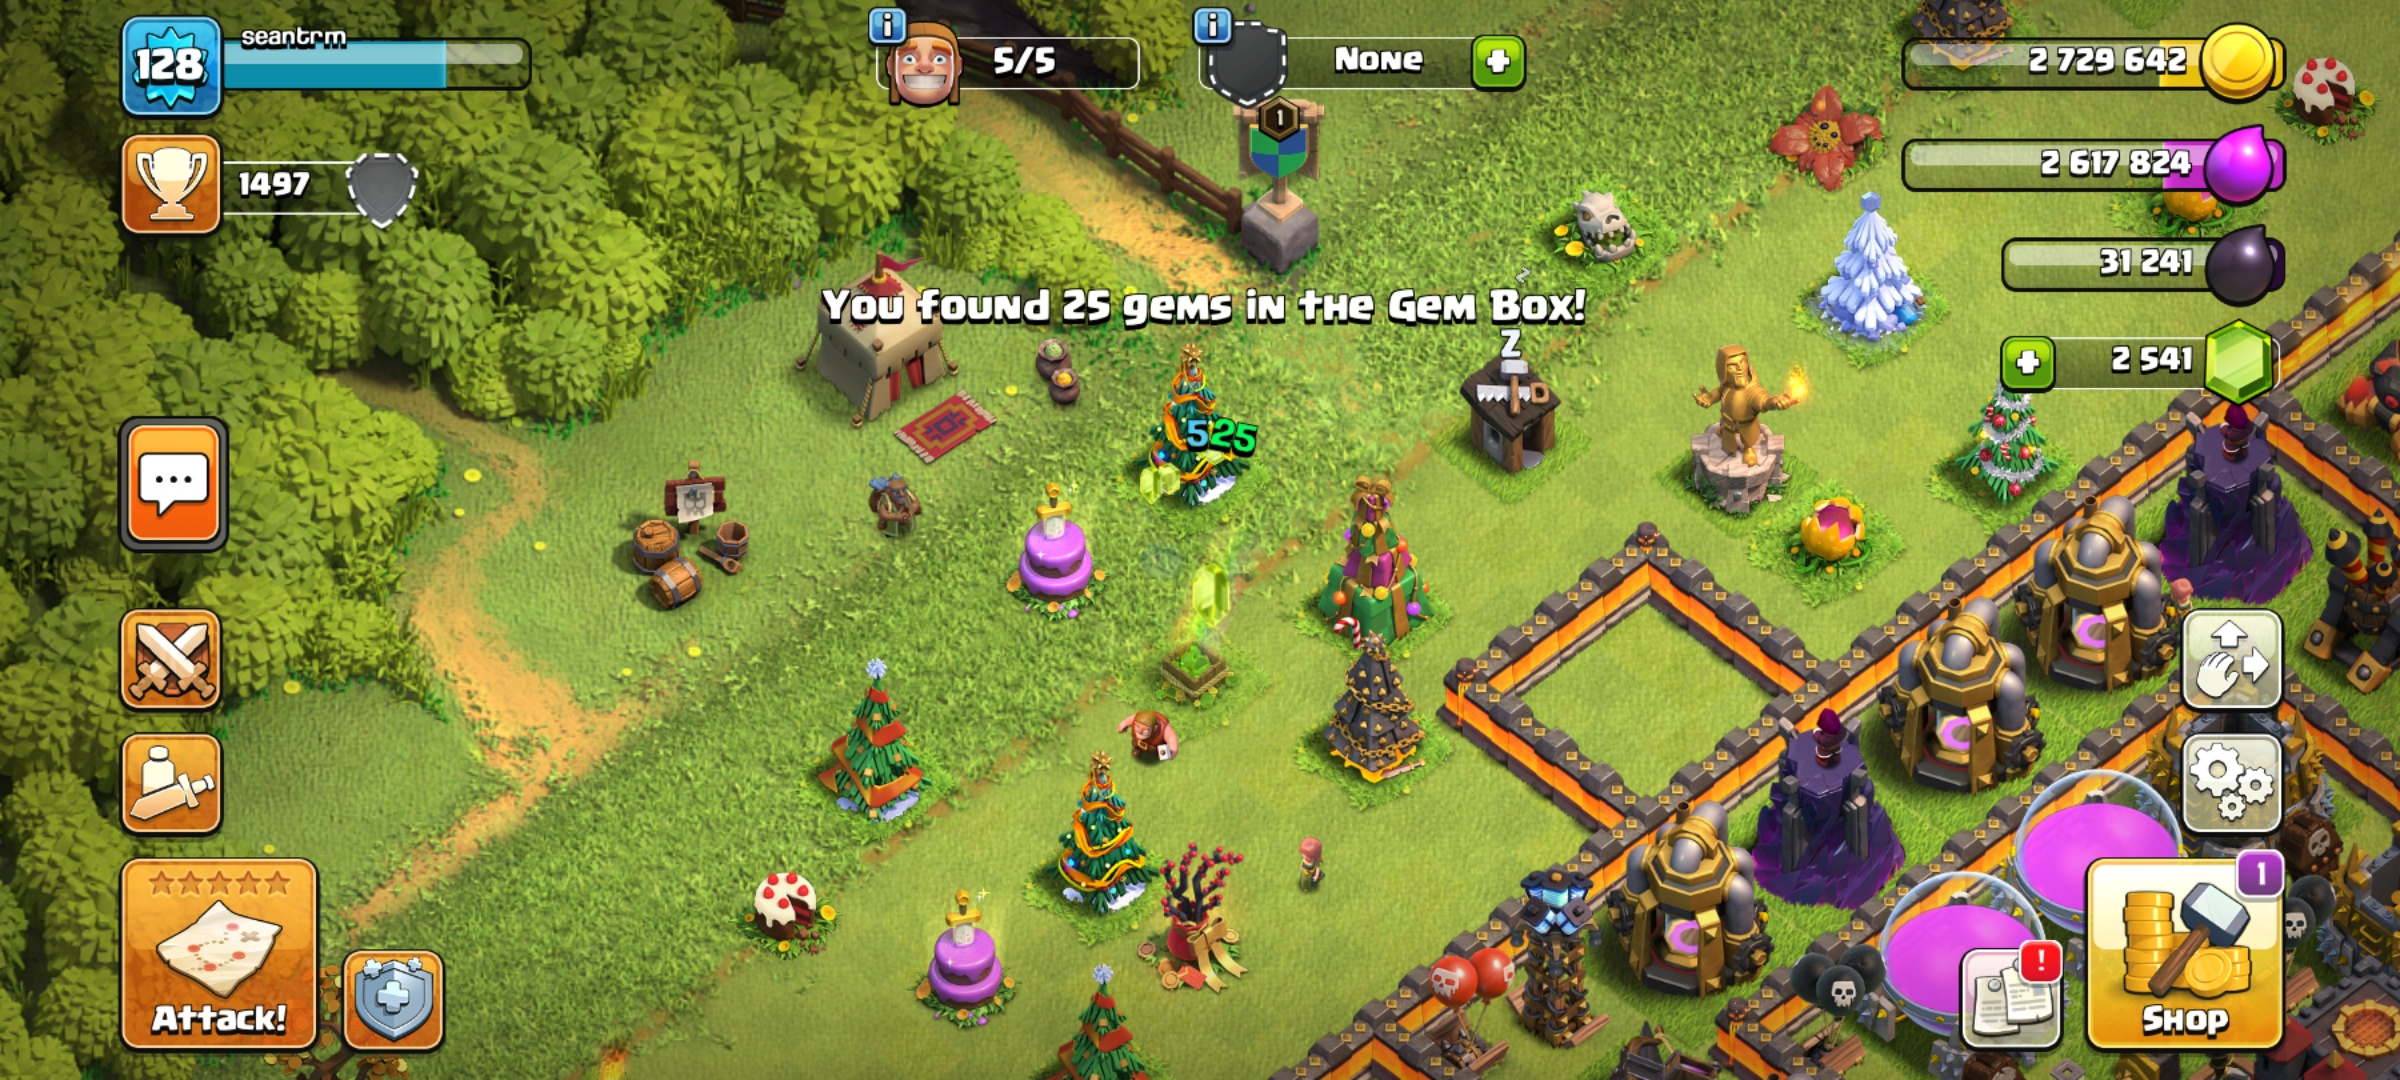 128
seantrm
5/5
None
2 729 642
1497
1
2 617 824
31 241
You found 25 gems in the Gem Box!
z
Z
2 541
525
1
Attack!
!
Shop